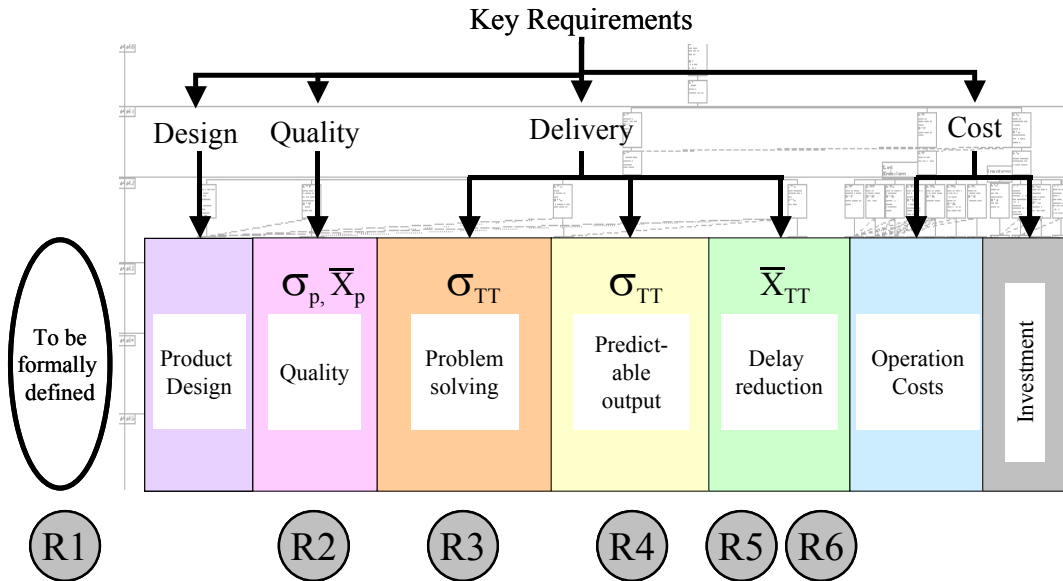 Key Requirements
Design
Quality
Delivery
Cost
σp, X̅p
σTT
σTT
X̅TT
To be
formally
defined
Product
Design
Quality
Problem
solving
Predict-
able
output
Delay
reduction
Operation
Costs
Investment
R1
R2
R3
R4
R5
R6